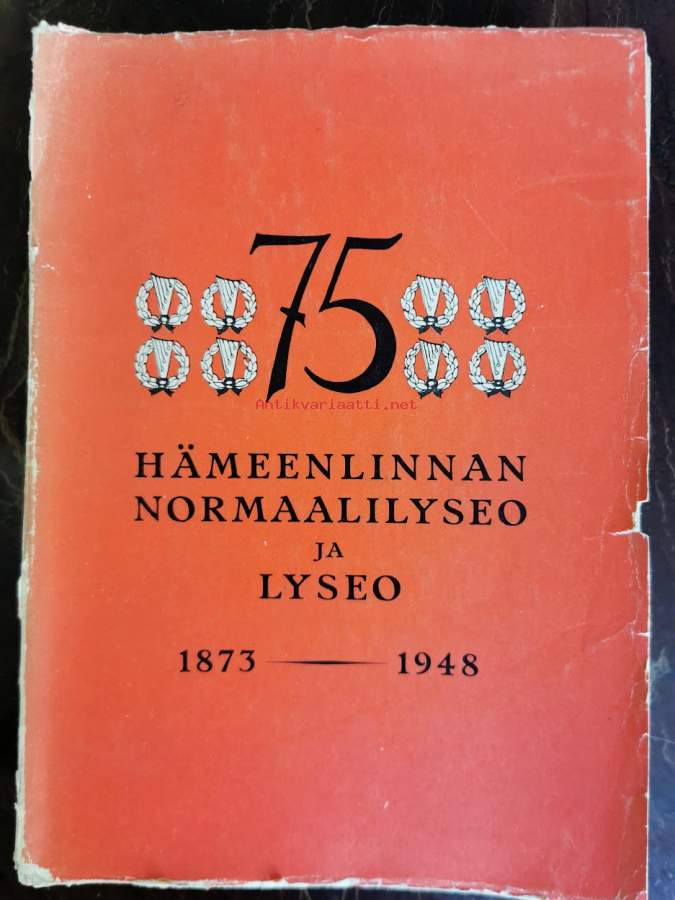 75
Antikvariaatti.net
HÄMEENLINNAN
NORMAALILYSEO
JA
LYSEO
1873 — 1948